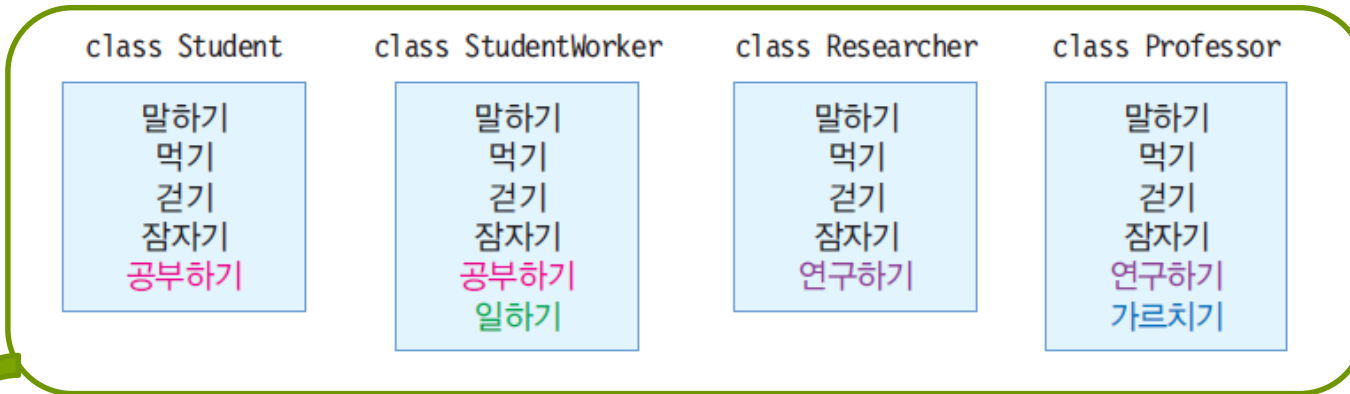 class Student
말하기
먹기
걷기
잠자기
공부하기
class StudentWorker
말하기
먹기
걷기
잠자기
공부하기
일하기
class Researcher
말하기
먹기
걷기
잠자기
연구하기
class Professor
말하기
먹기
걷기
잠자기
연구하기
가르치기